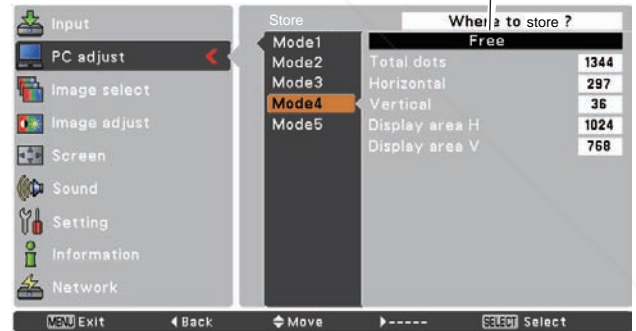 Input
PC adjust
Image select
Image adjust
Screen
Sound
Setting
Information
Network
Store
Mode1
Mode2
Mode3
Mode4
Mode5
Where to store ?
Free
Total dots 1344
Horizontal 297
Vertical 36
Display area H 1024
Display area V 768
MENU Exit Back Move ----- SELECT Select